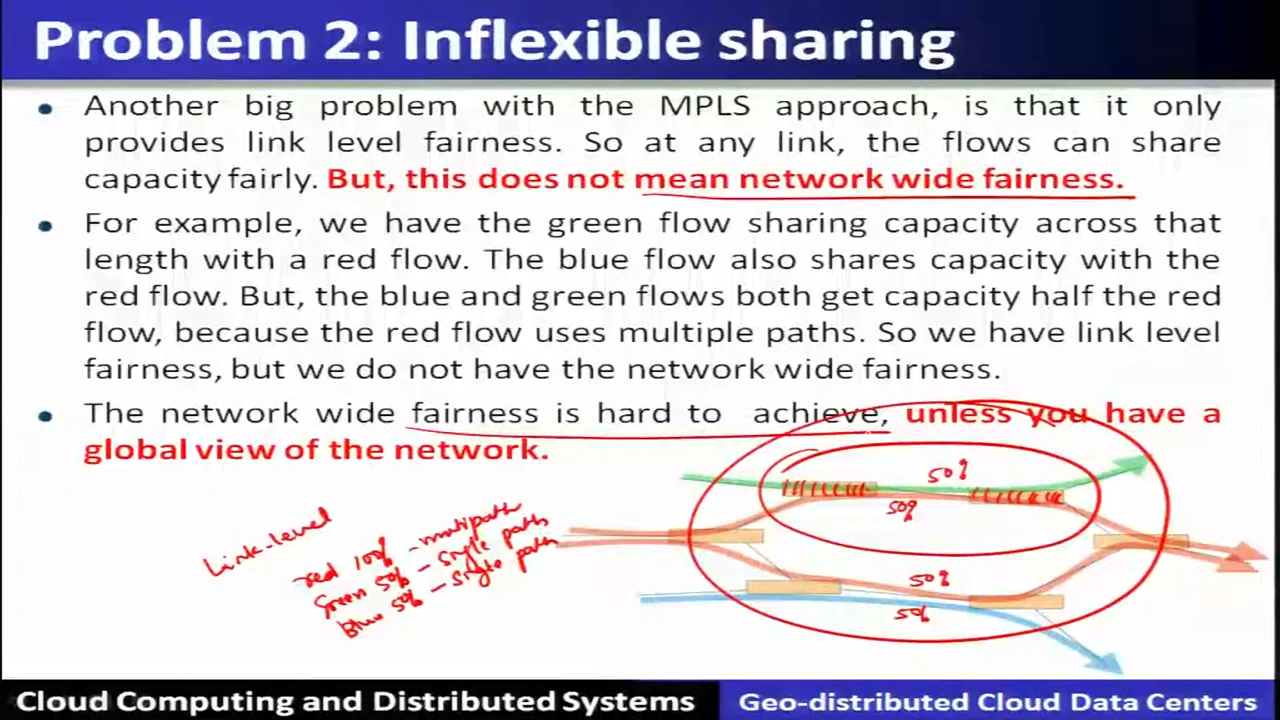 Problem 2: Inflexible sharing
Another big problem with the MPLS approach, is that it only
provides link level fairness. So at any link, the flows can share
capacity fairly. But, this does not mean network wide fairness.
For example, we have the green flow sharing capacity across that
length with a red flow. The blue flow also shares capacity with the
red flow. But, the blue and green flows both get capacity half the red
flow, because the red flow uses multiple paths. So we have link level
fairness, but we do not have the network wide fairness.
The network wide fairness is hard to achieve, unless you have a
global view of the network.
50%
50%
Link-level
red 100% - multipath
Green 50% - Single path
Blue 50% - Single path
50%
50%
Cloud Computing and Distributed Systems
Geo-distributed Cloud Data Centers